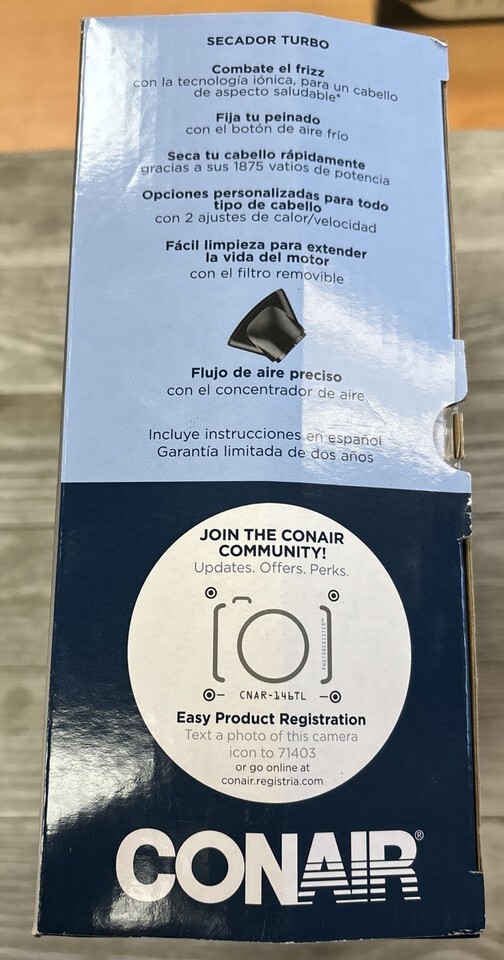 SECADOR TURBO
Combate el frizz
con la tecnología iónica, para un cabello
de aspecto saludable*
Fija tu peinado
con el botón de aire frío
Seca tu cabello rápidamente
gracias a sus 1875 vatios de potencia
Opciones personalizadas para todo
tipo de cabello
con 2 ajustes de calor/velocidad
Fácil limpieza para extender
la vida del motor
con el filtro removible
Flujo de aire preciso
con el concentrador de aire
Incluye instrucciones en español
Garantía limitada de dos años
JOIN THE CONAIR
COMMUNITY!
Updates. Offers. Perks.
PHOTOREGISTER™
CNAR-146TL
Easy Product Registration
Text a photo of this camera
icon to 71403
or go online at
conair.registria.com
CONAIR®